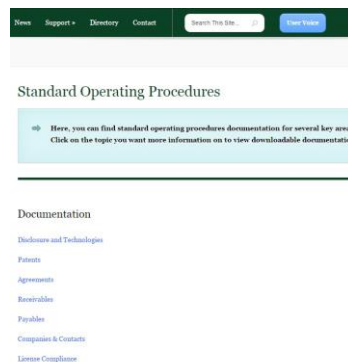 News Support » Directory Contact Search This Site... User Voice
Standard Operating Procedures
Here, you can find standard operating procedures documentation for several key area
Click on the topic you want more information on to view downloadable documentatio
Documentation
Disclosure and Technologies
Patents
Agreements
Receivables
Payables
Companies & Contacts
License Compliance